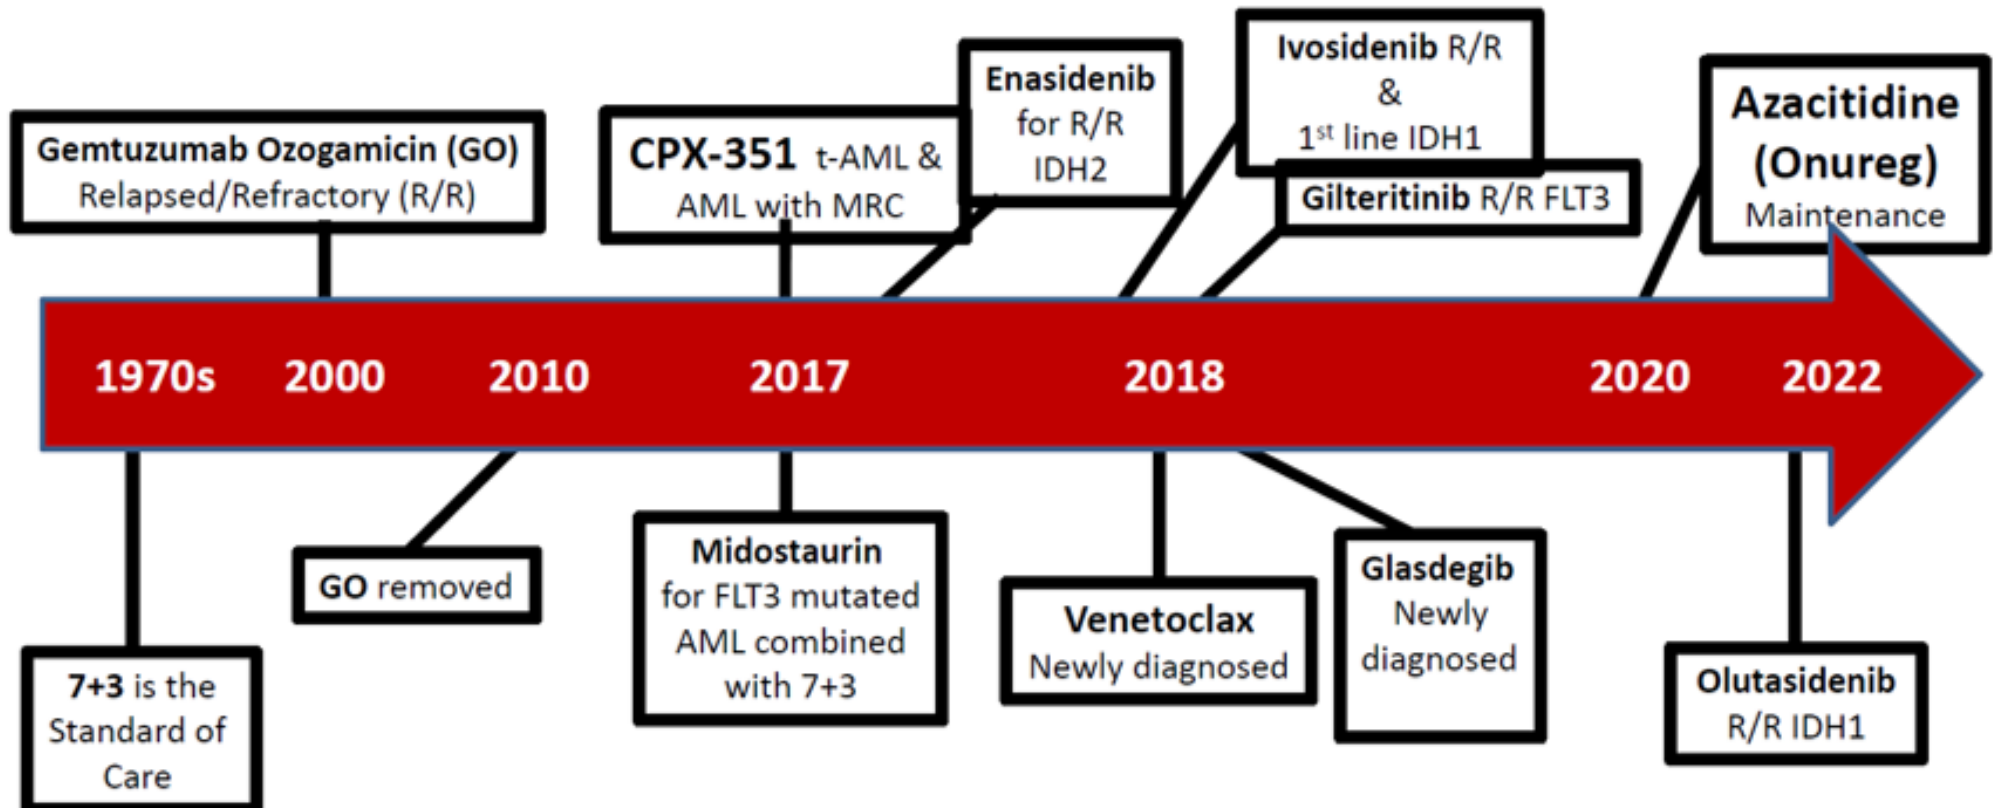 Gemtuzumab Ozogamicin (GO)
Relapsed/Refractory (R/R)
CPX-351 t-AML &
AML with MRC
Enasidenib
for R/R
IDH2
Ivosidenib R/R
&
1st line IDH1
Gilteritinib R/R FLT3
Azacitidine
(Onureg)
Maintenance
1970s 2000 2010 2017 2018 2020 2022
7+3 is the
Standard of
Care
GO removed
Midostaurin
for FLT3 mutated
AML combined
with 7+3
Venetoclax
Newly diagnosed
Glasdegib
Newly
diagnosed
Olutasidenib
R/R IDH1